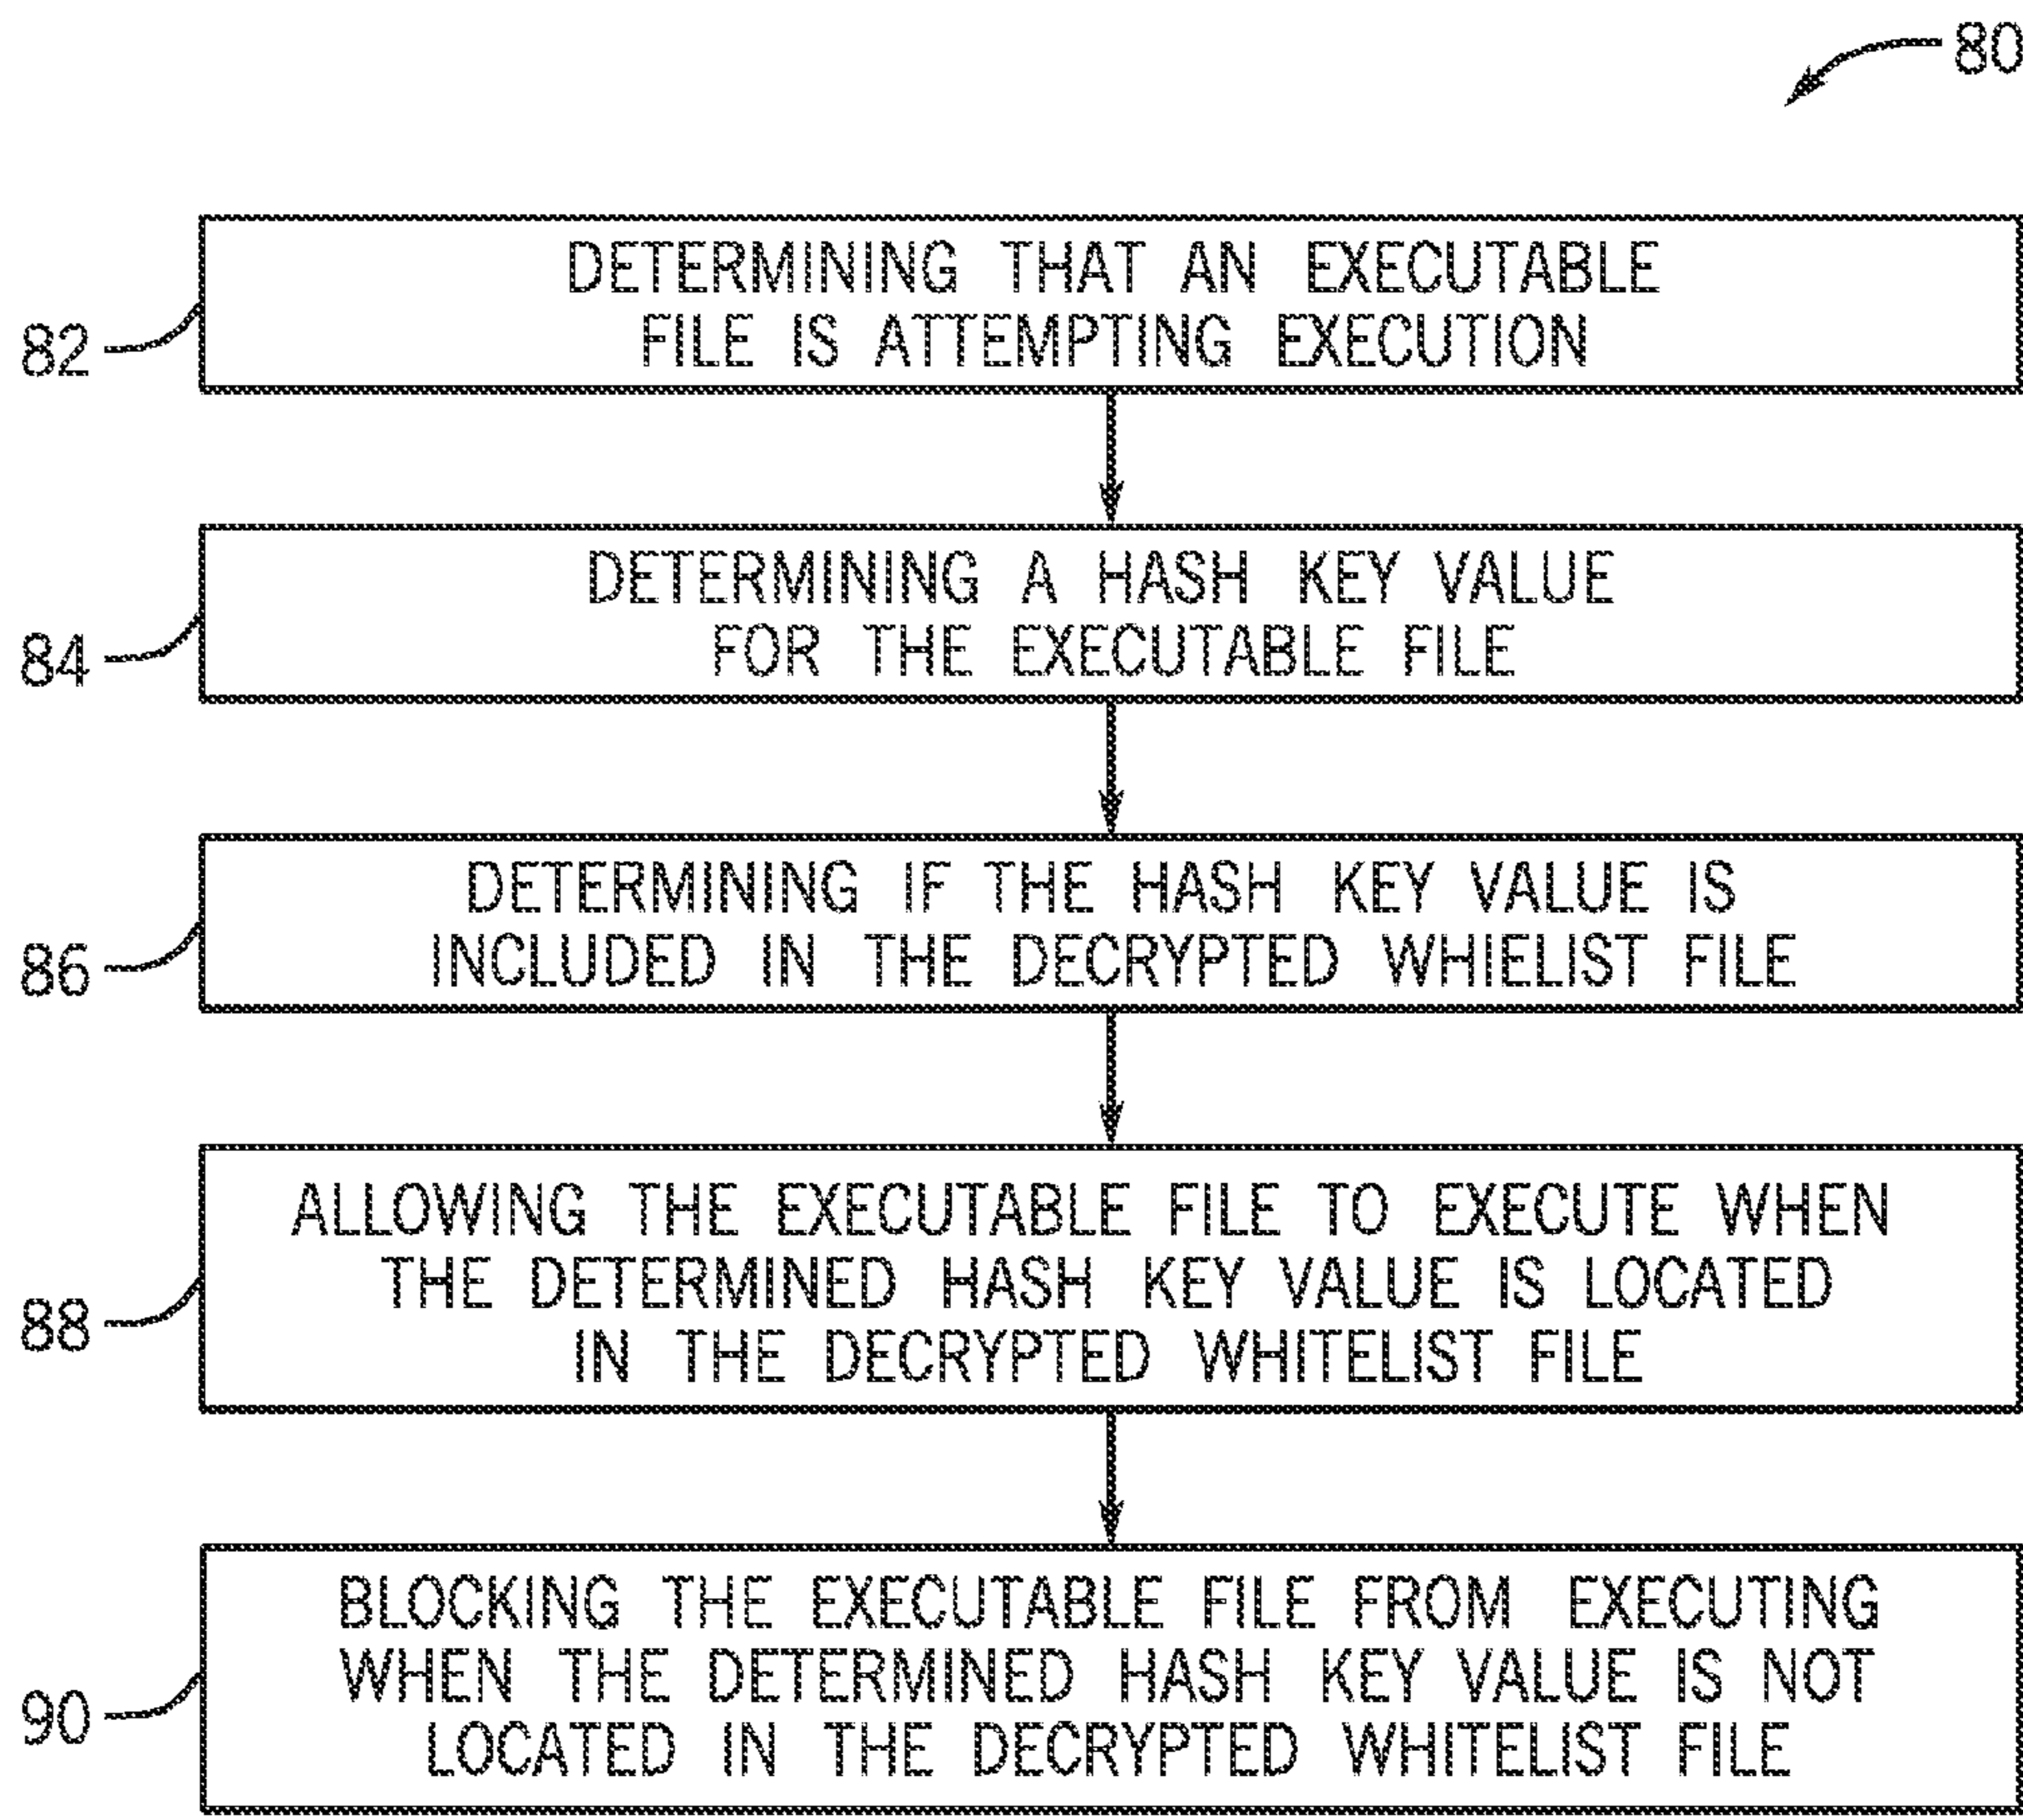 80
DETERMINING THAT AN EXECUTABLE
FILE IS ATTEMPTING EXECUTION
82
DETERMINING A HASH KEY VALUE
FOR THE EXECUTABLE FILE
84
DETERMINING IF THE HASH KEY VALUE IS
INCLUDED IN THE DECRYPTED WHIELIST FILE
86
ALLOWING THE EXECUTABLE FILE TO EXECUTE WHEN
THE DETERMINED HASH KEY VALUE IS LOCATED
IN THE DECRYPTED WHITELIST FILE
88
BLOCKING THE EXECUTABLE FILE FROM EXECUTING
WHEN THE DETERMINED HASH KEY VALUE IS NOT
LOCATED IN THE DECRYPTED WHITELIST FILE
90